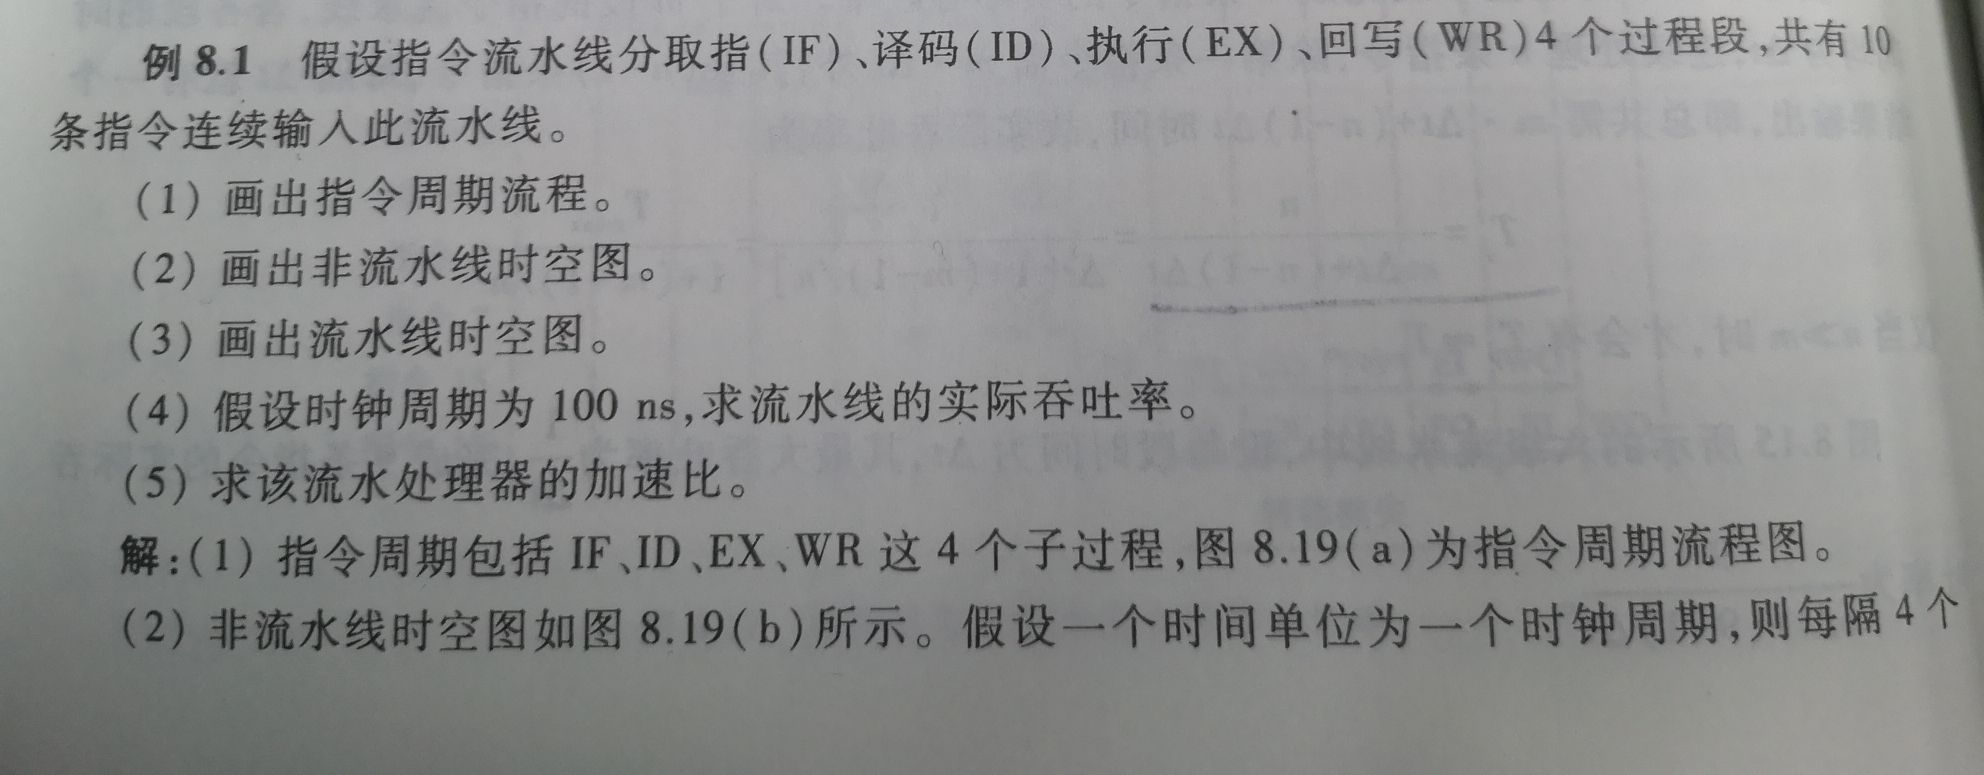 例 8.1 假设指令流水线分取指(IF)、译码(ID)、执行(EX)、回写(WR)4 个过程段,共有 10
条指令连续输入此流水线。
(1) 画出指令周期流程。
(2) 画出非流水线时空图。
(3) 画出流水线时空图。
(4) 假设时钟周期为 100 ns,求流水线的实际吞吐率。
(5) 求该流水处理器的加速比。
解:(1) 指令周期包括 IF、ID、EX、WR 这 4 个子过程,图 8.19(a)为指令周期流程图。
(2) 非流水线时空图如图 8.19(b)所示。假设一个时间单位为一个时钟周期,则每隔 4 个